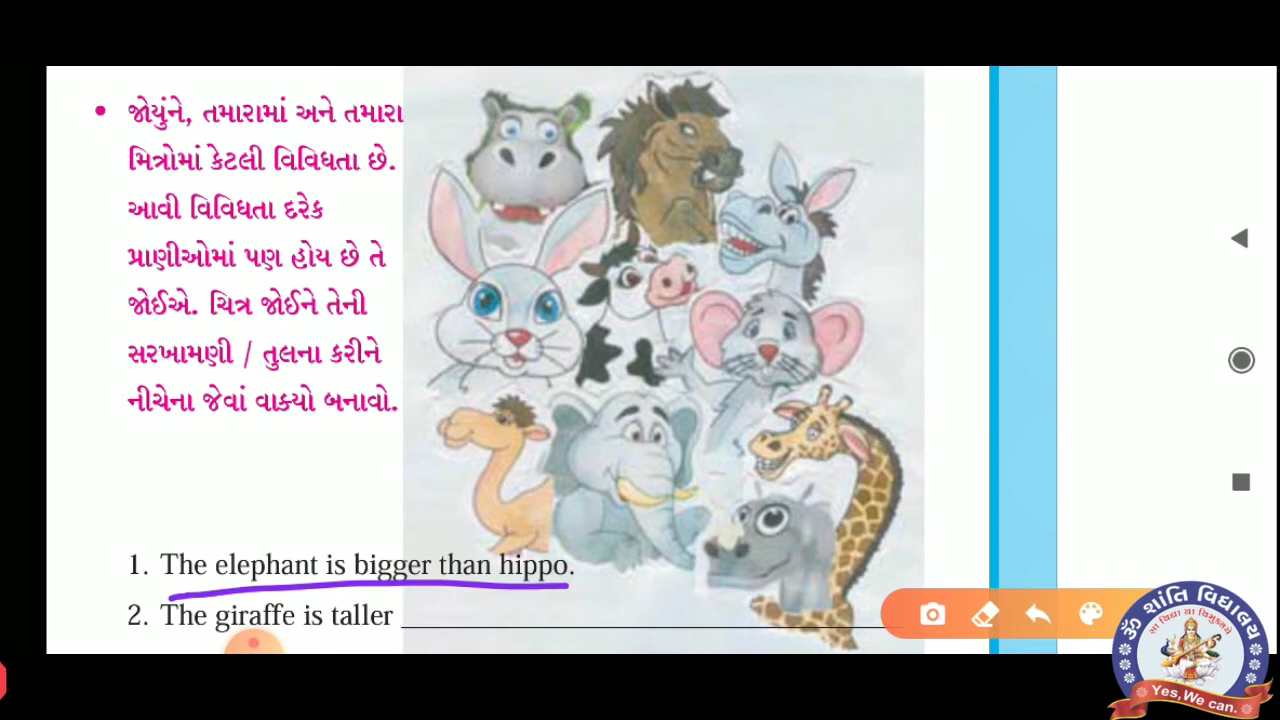 • જોયુંને, તમારામાં અને તમારા
મિત્રોમાં કેટલી વિવિધતા છે.
આવી વિવિધતા દરેક
પ્રાણીઓમાં પણ હોય છે તે
જોઈએ. ચિત્ર જોઈને તેની
સરખામણી / તુલના કરીને
નીચેના જેવાં વાક્યો બનાવો.
1. The elephant is bigger than hippo.
2. The giraffe is taller
ૐ શાંતિ વિદ્યાલય
સા વિદ્યા યા વિમુક્તયે
Yes, We can.